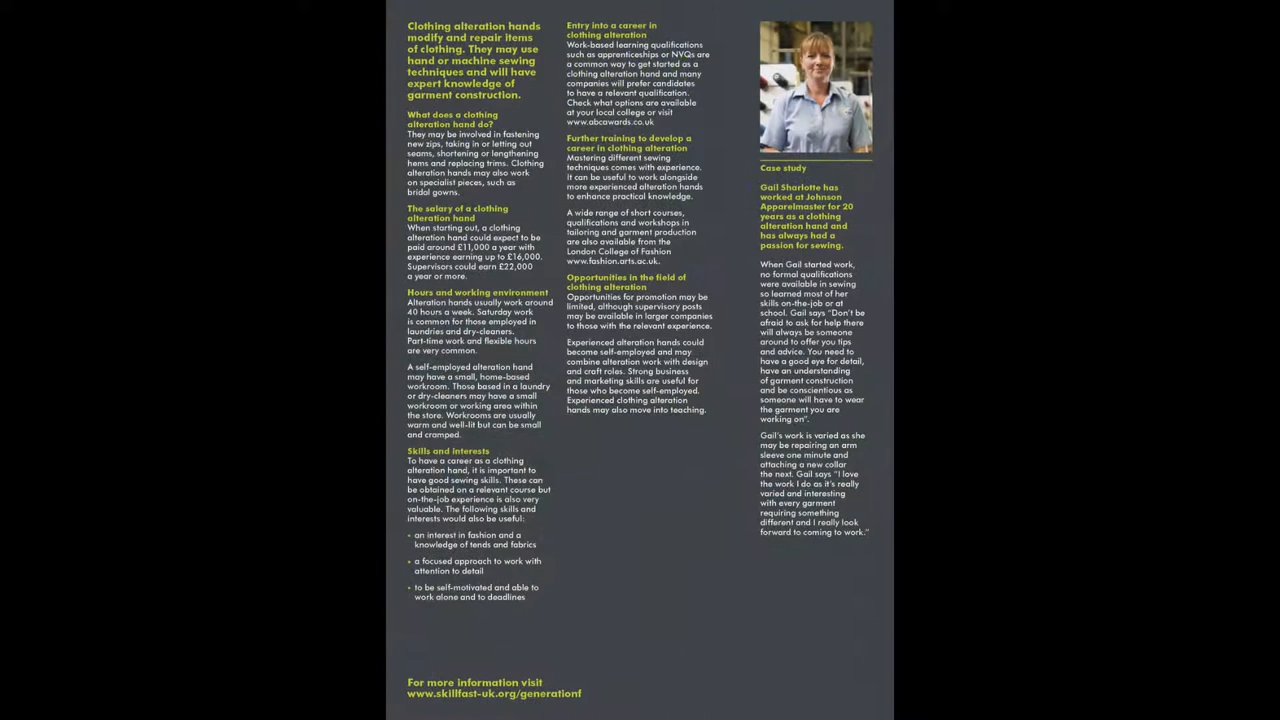 Clothing alteration hands
modify and repair items
of clothing. They may use
hand or machine sewing
techniques and will have
expert knowledge of
garment construction.
What does a clothing
alteration hand do?
They may be involved in fastening
new zips, taking in or letting out
seams, shortening or lengthening
hems and replacing trims. Clothing
alteration hands may also work
on specialist pieces, such as
bridal gowns.
The salary of a clothing
alteration hand
When starting out, a clothing
alteration hand could expect to be
paid around £11,000 a year with
experience earning up to £16,000.
Supervisors could earn £22,000
a year or more.
Hours and working environment
Alteration hands usually work around
40 hours a week. Saturday work
is common for those employed in
laundries and dry-cleaners.
Part-time work and flexible hours
are very common.
A self-employed alteration hand
may have a small, home-based
workroom. Those based in a laundry
or dry-cleaners may have a small
workroom or working area within
the store. Workrooms are usually
warm and well-lit but can be small
and cramped.
Skills and interests
To have a career as a clothing
alteration hand, it is important to
have good sewing skills. These can
be obtained on a relevant course but
on-the-job experience is also very
valuable. The following skills and
interests would also be useful:
• an interest in fashion and a
knowledge of tends and fabrics
• a focused approach to work with
attention to detail
• to be self-motivated and able to
work alone and to deadlines
Entry into a career in
clothing alteration
Work-based learning qualifications
such as apprenticeships or NVQs are
a common way to get started as a
clothing alteration hand and many
companies will prefer candidates
to have a relevant qualification.
Check what options are available
at your local college or visit
www.abcawards.co.uk
Further training to develop a
career in clothing alteration
Mastering different sewing
techniques comes with experience.
It can be useful to work alongside
more experienced alteration hands
to enhance practical knowledge.
A wide range of short courses,
qualifications and workshops in
tailoring and garment production
are also available from the
London College of Fashion
www.fashion.arts.ac.uk.
Opportunities in the field of
clothing alteration
Opportunities for promotion may be
limited, although supervisory posts
may be available in larger companies
to those with the relevant experience.
Experienced alteration hands could
become self-employed and may
combine alteration work with design
and craft roles. Strong business
and marketing skills are useful for
those who become self-employed.
Experienced clothing alteration
hands may also move into teaching.
Case study
Gail Sharlotte has
worked at Johnson
Apparelmaster for 20
years as a clothing
alteration hand and
has always had a
passion for sewing.
When Gail started work,
no formal qualifications
were available in sewing
so learned most of her
skills on-the-job or at
school. Gail says "Don't be
afraid to ask for help there
will always be someone
around to offer you tips
and advice. You need to
have a good eye for detail,
have an understanding
of garment construction
and be conscientious as
someone will have to wear
the garment you are
working on".
Gail's work is varied as she
may be repairing an arm
sleeve one minute and
attaching a new collar
the next. Gail says "I love
the work I do as it's really
varied and interesting
with every garment
requiring something
different and I really look
forward to coming to work."
For more information visit
www.skillfast-uk.org/generationf